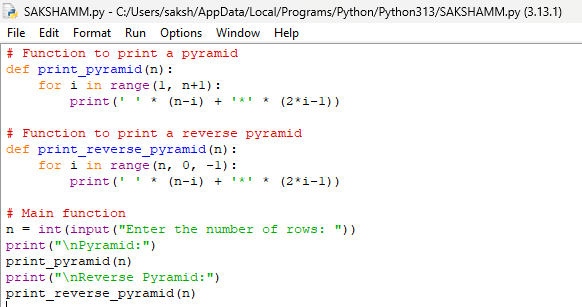 SAKSHAMM.py - C:/Users/saksh/AppData/Local/Programs/Python/Python313/SAKSHAMM.py (3.13.1)
File Edit Format Run Options Window Help
# Function to print a pyramid
def print_pyramid(n):
    for i in range(1, n+1):
        print(' ' * (n-i) + '*' * (2*i-1))

# Function to print a reverse pyramid
def print_reverse_pyramid(n):
    for i in range(n, 0, -1):
        print(' ' * (n-i) + '*' * (2*i-1))

# Main function
n = int(input("Enter the number of rows: "))
print("\nPyramid:")
print_pyramid(n)
print("\nReverse Pyramid:")
print_reverse_pyramid(n)